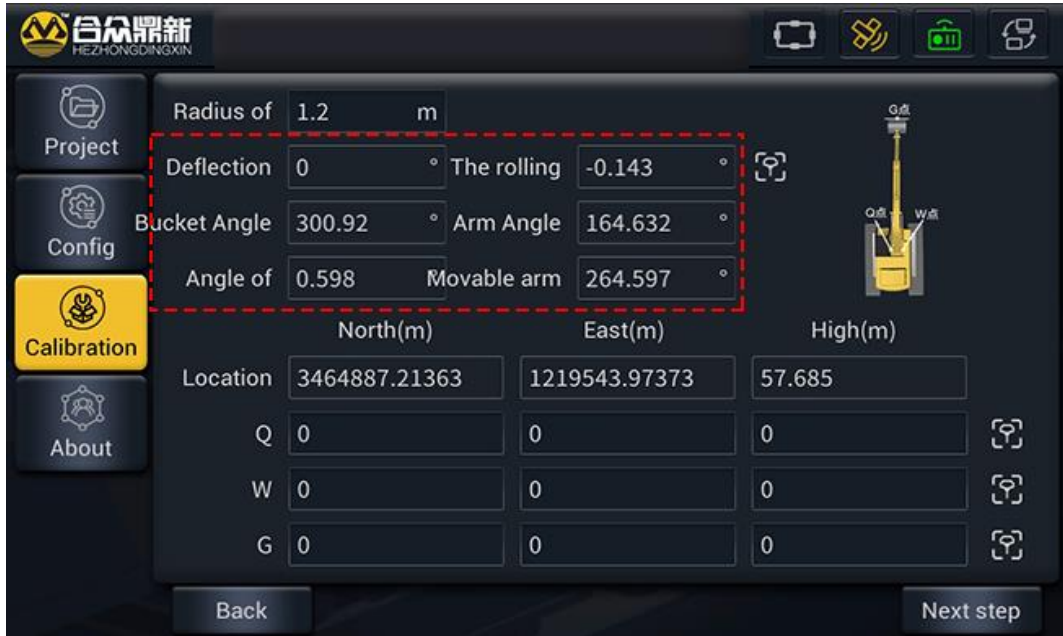 合众鼎新
HEZHONGDINGXIN
Project
Config
Calibration
About
Radius of 1.2 m
Deflection 0 ° The rolling -0.143 °
Bucket Angle 300.92 ° Arm Angle 164.632 °
Angle of 0.598 ° Movable arm 264.597 °
G点
Q点 W点
North(m) East(m) High(m)
Location 3464887.21363 1219543.97373 57.685
Q 0 0 0
W 0 0 0
G 0 0 0
Back Next step